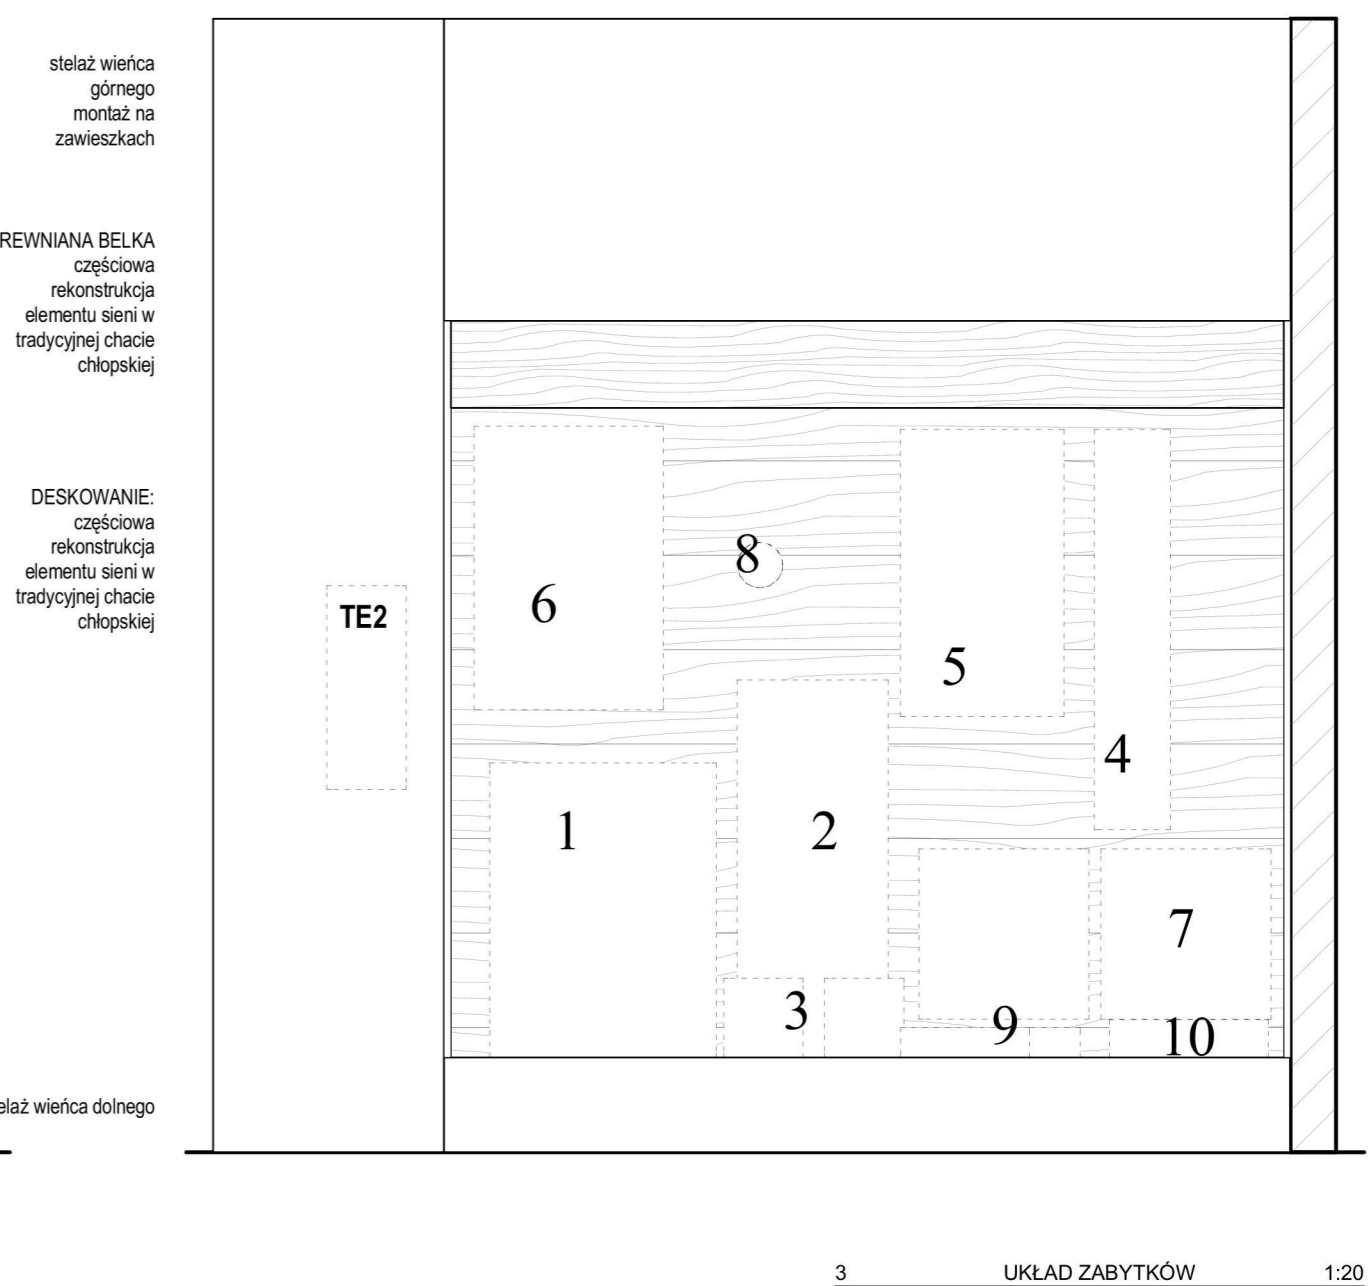 stelaż wieńca
górnego
montaż na
zawieszkach
REWNIANA BELKA
częściowa
rekonstrukcja
elementu sieni w
tradycyjnej chacie
chłopskiej
DESKOWANIE:
częściowa
rekonstrukcja
elementu sieni w
tradycyjnej chacie
chłopskiej
elaż wieńca dolnego
TE2
6
8
5
4
1
2
7
3
9
10
3 UKŁAD ZABYTKÓW 1:20